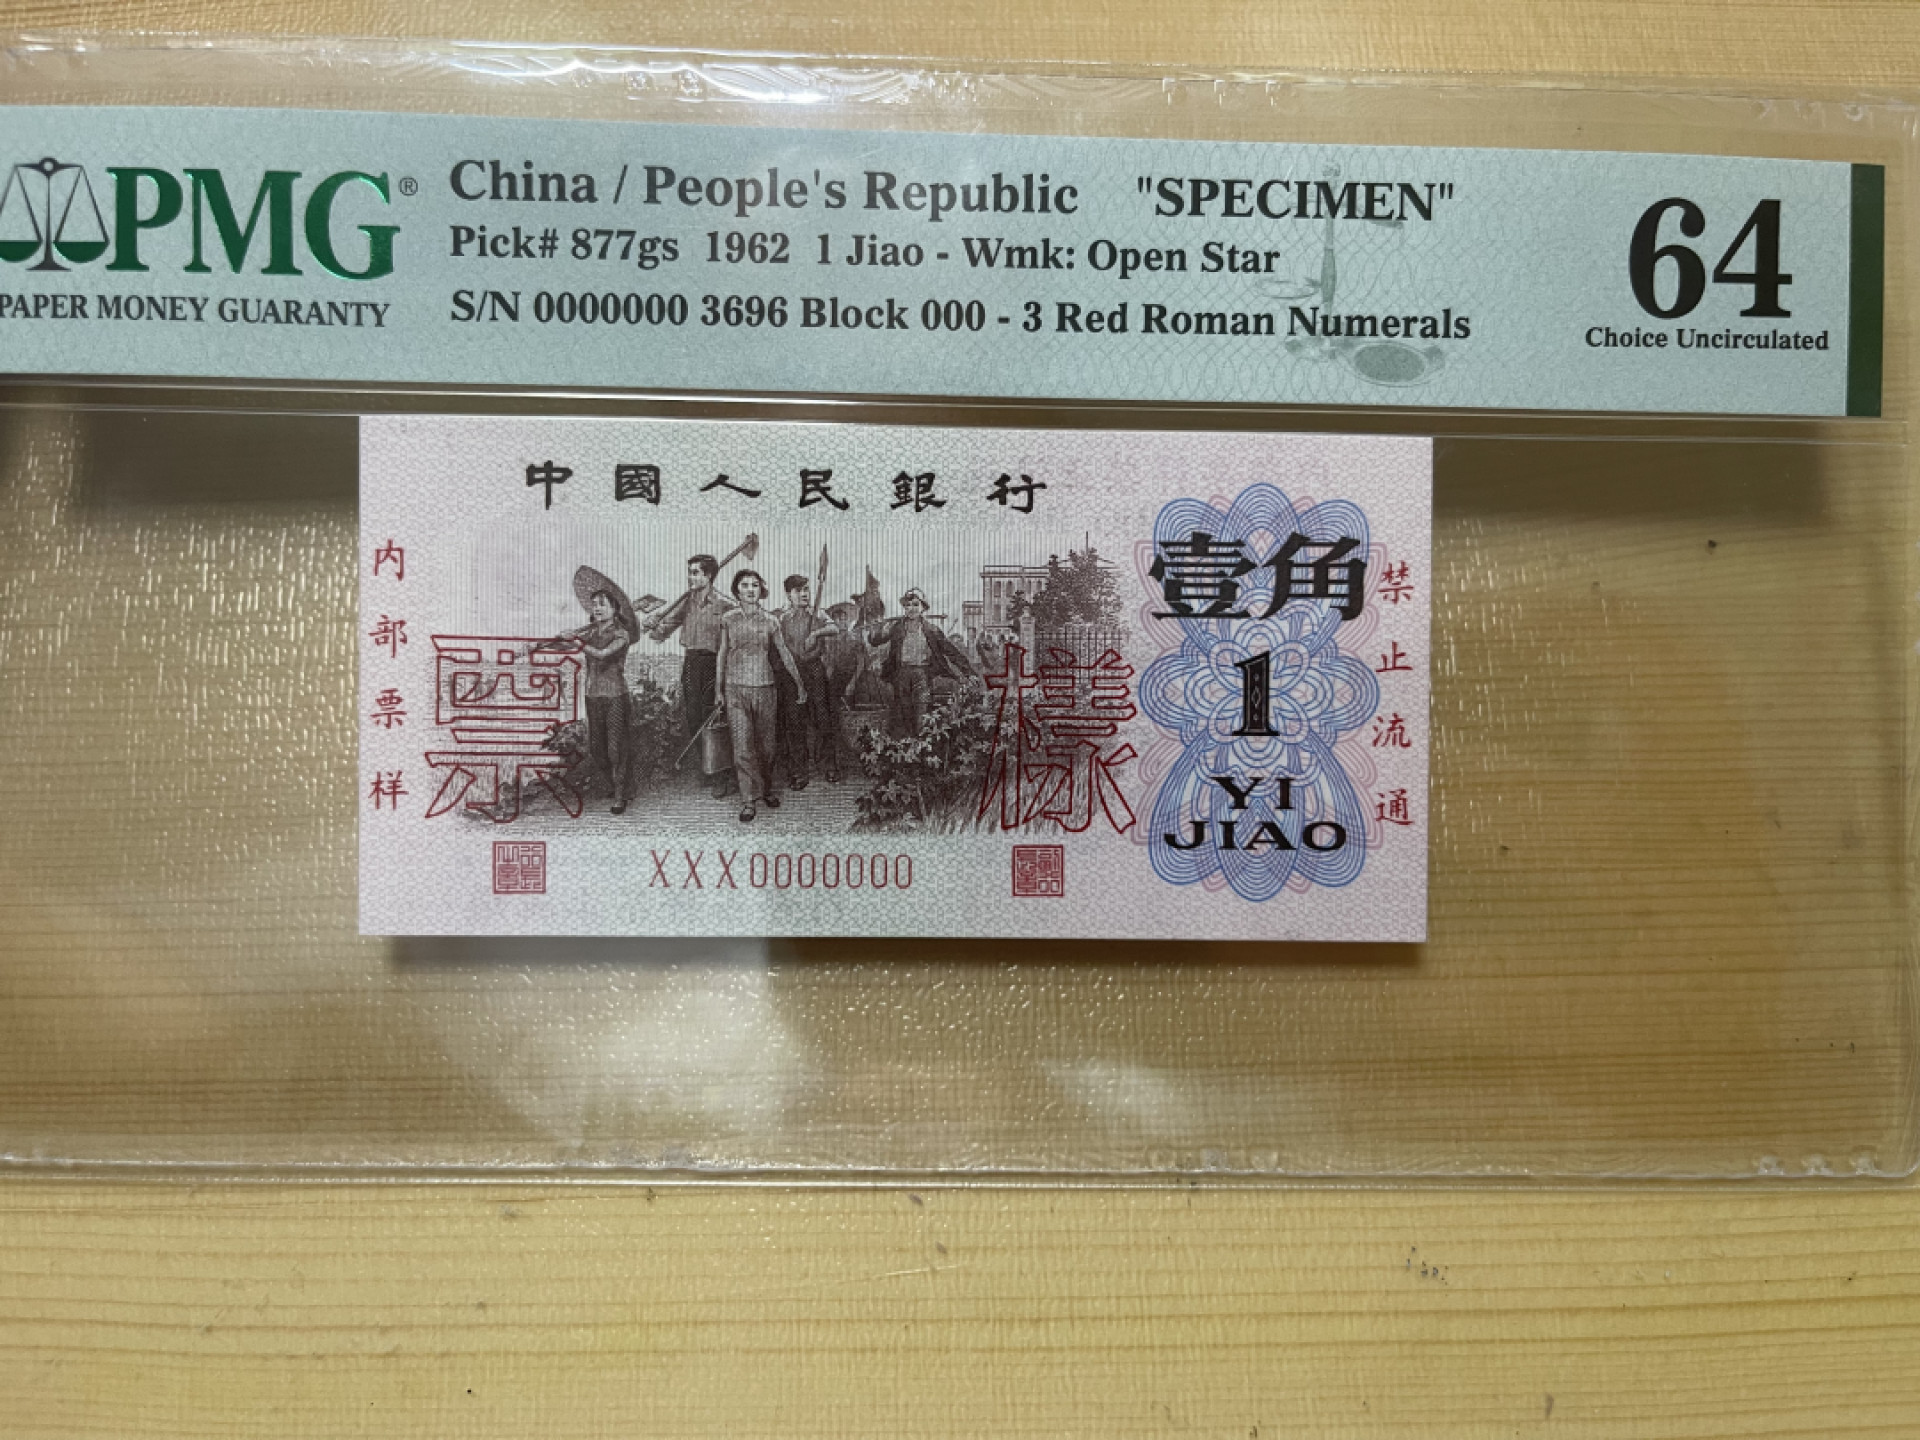 PMG®
PAPER MONEY GUARANTY
China / People's Republic "SPECIMEN"
Pick# 877gs 1962 1 Jiao - Wmk: Open Star
S/N 0000000 3696 Block 000 - 3 Red Roman Numerals
64
Choice Uncirculated
中國人民銀行
内部票样
票樣
壹角
1
YI
JIAO
禁止流通
XXX0000000